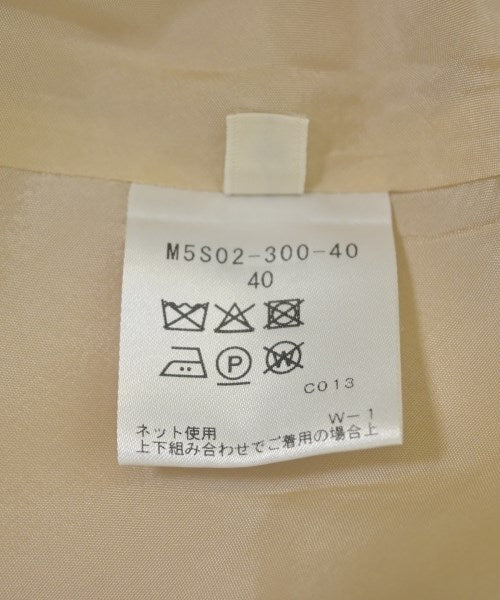 M5S02-300-40
40
P W
C013
W-1
ネット使用
上下組み合わせでご着用の場合上